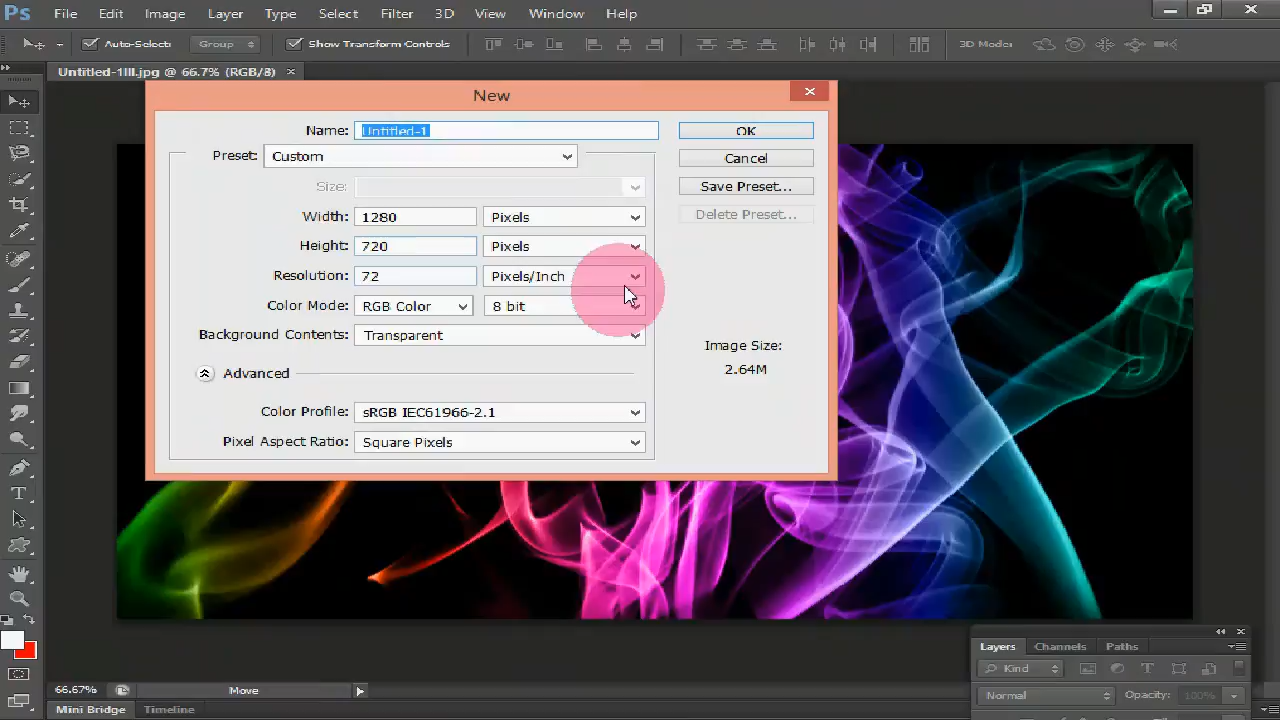 Ps File Edit Image Layer Type Select Filter 3D View Window Help
Auto-Select: Group Show Transform Controls 3D Mode:
Untitled-1lll.jpg @ 66.7% (RGB/8) ×
New
Name: Untitled-1 OK
Preset: Custom Cancel
Size: Save Preset...
Width: 1280 Pixels Delete Preset...
Height: 720 Pixels
Resolution: 72 Pixels/Inch
Color Mode: RGB Color 8 bit
Background Contents: Transparent Image Size:
2.64M
Advanced
Color Profile: sRGB IEC61966-2.1
Pixel Aspect Ratio: Square Pixels
Layers Channels Paths
Kind
66.67% Move Normal Opacity: 100%
Mini Bridge Timeline